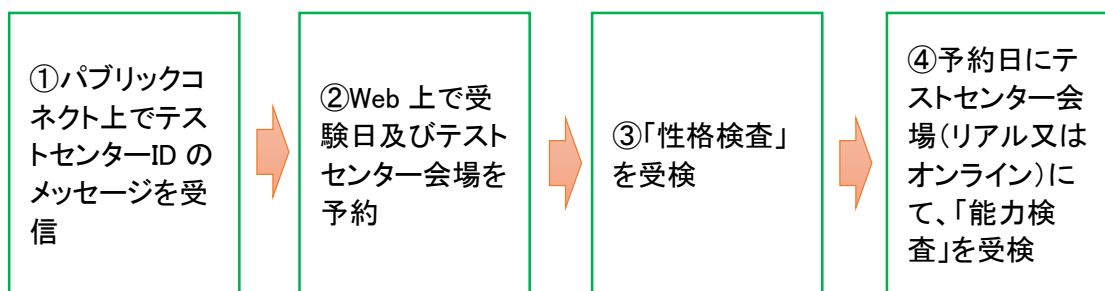 ①パブリックコ
ネクト上でテス
トセンターID の
メッセージを受
信
②Web 上で受
験日及びテスト
センター会場を
予約
③「性格検査」
を受検
④予約日にテ
ストセンター会
場（リアル又は
オンライン）に
て、「能力検
査」を受検